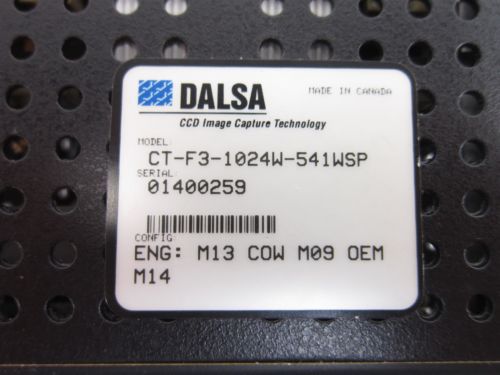 DALSA
MADE IN CANADA
CCD Image Capture Technology
MODEL:
CT-F3-1024W-541WSP
SERIAL:
01400259
CONFIG:
ENG: M13 COW M09 OEM
M14